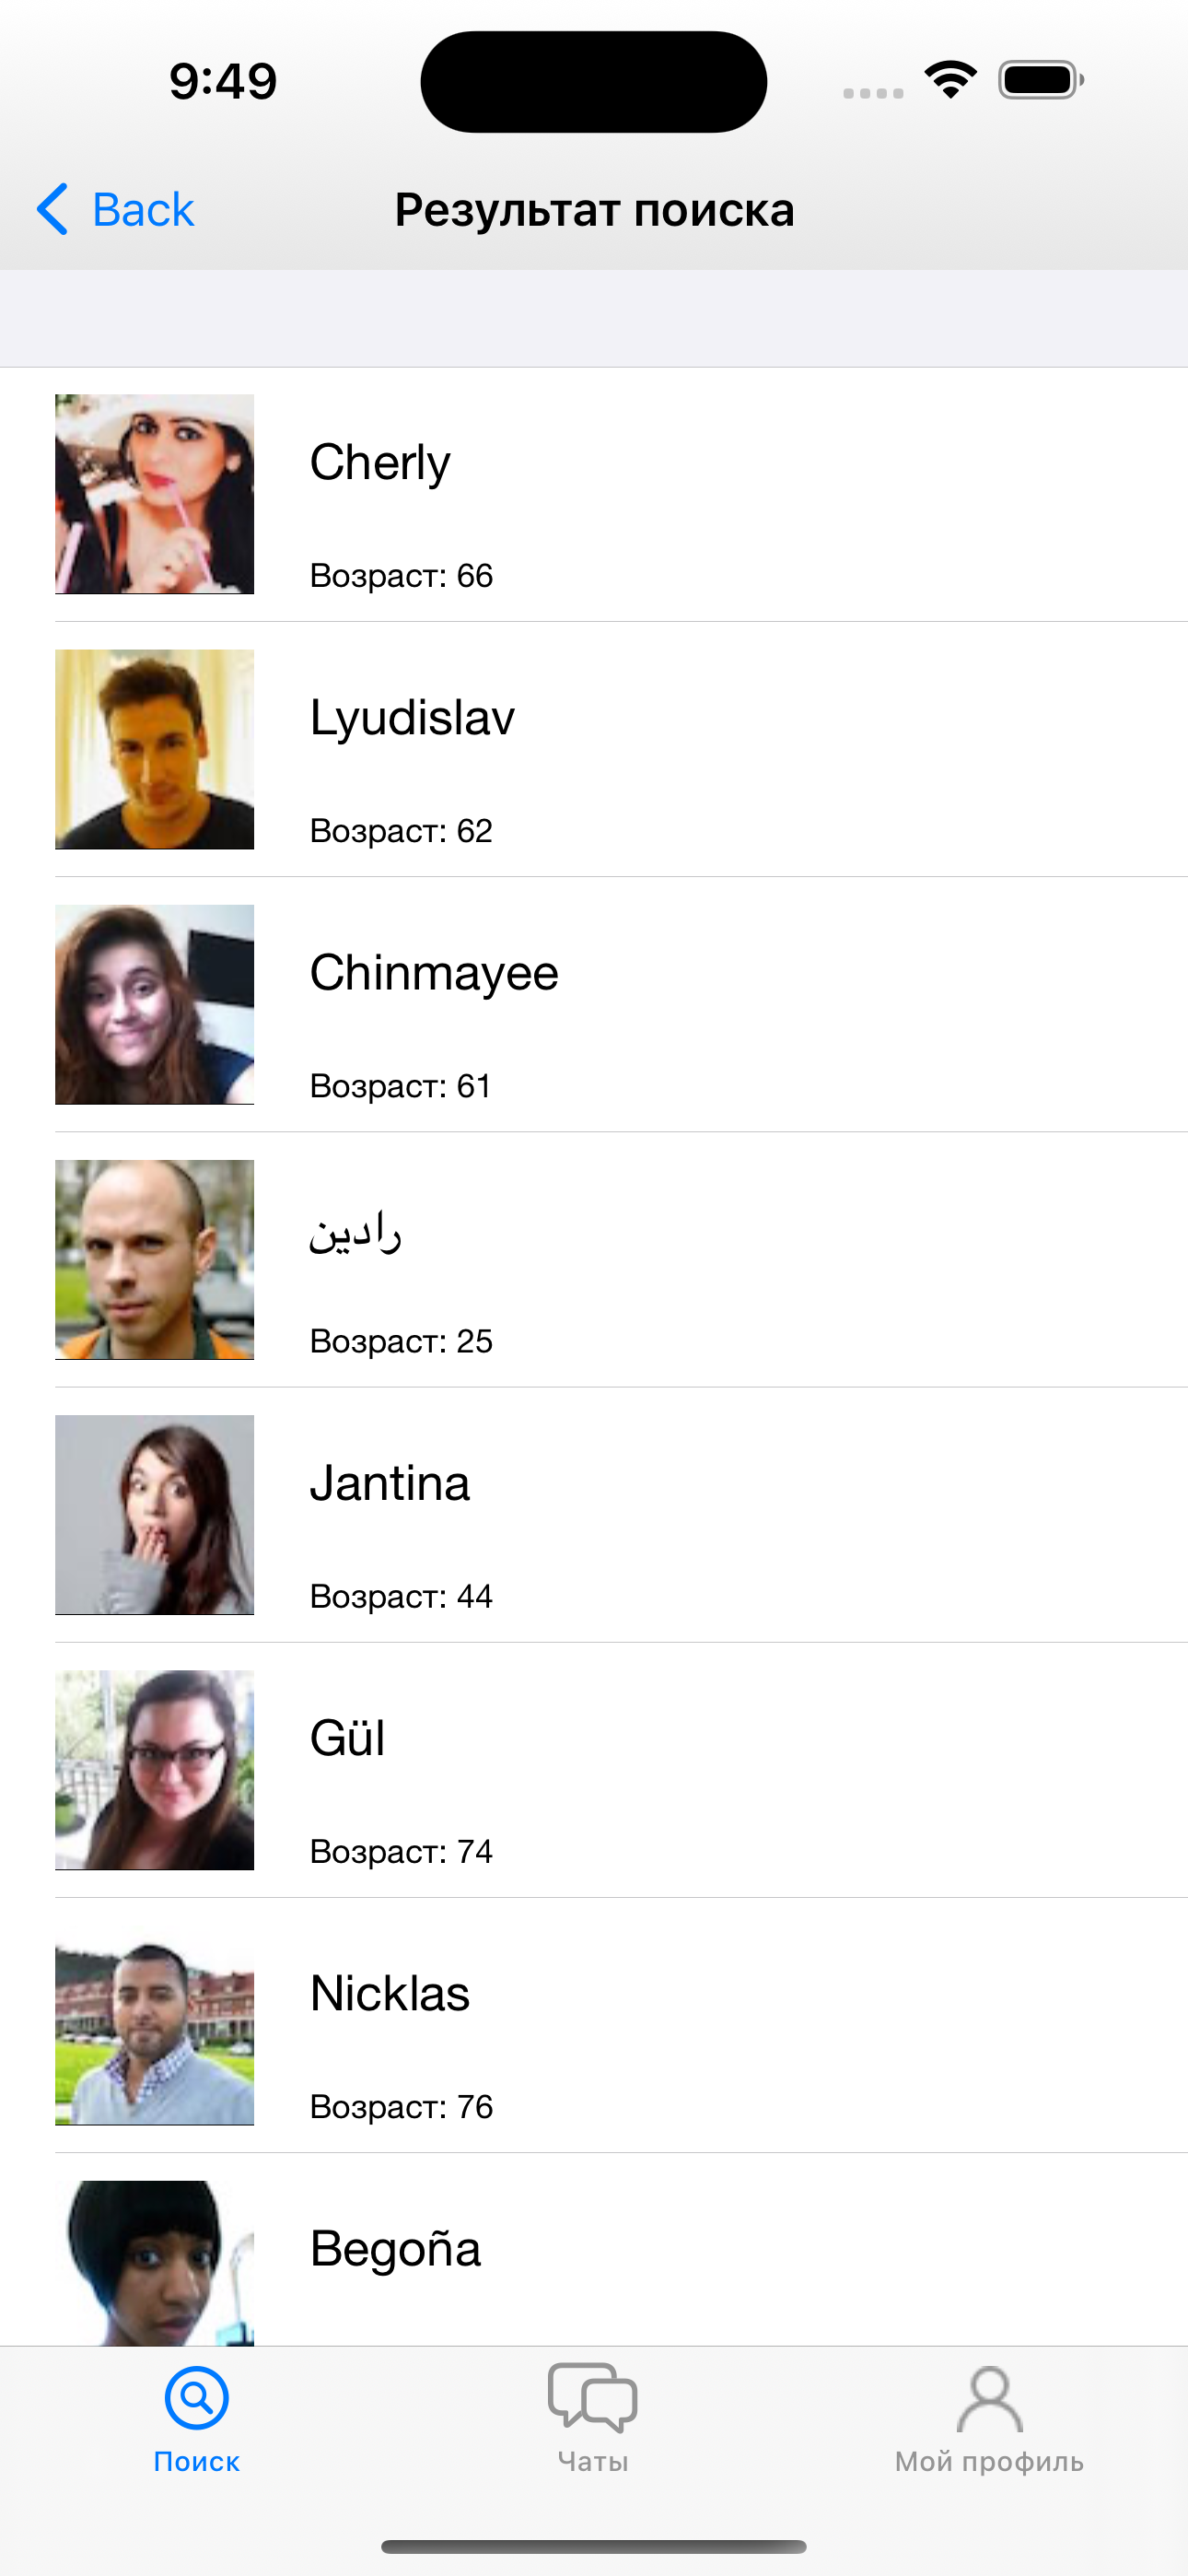 9:49
Back
Результат поиска
Cherly
Возраст: 66
Lyudislav
Возраст: 62
Chinmayee
Возраст: 61
رادین
Возраст: 25
Jantina
Возраст: 44
Gül
Возраст: 74
Nicklas
Возраст: 76
Begoña
Поиск
Чаты
Мой профиль